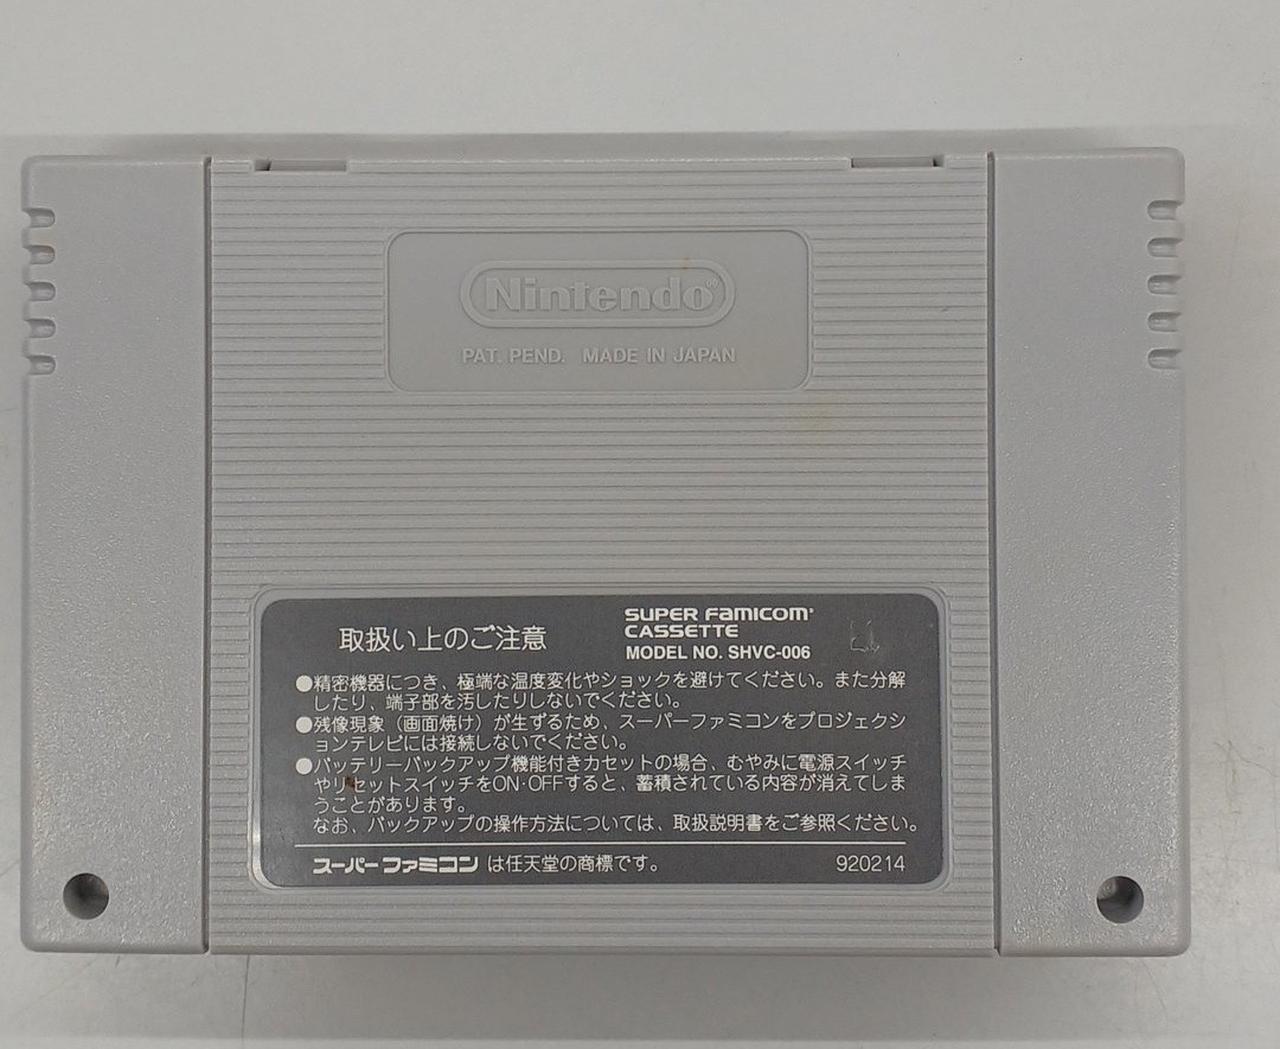 Nintendo®
PAT. PEND. MADE IN JAPAN
取扱い上のご注意
SUPER FAMICOM
CASSETTE
MODEL NO. SHVC-006
●精密機器につき、極端な温度変化やショックを避けてください。また分解
したり、端子部を汚したりしないでください。
●残像現象（画面焼け）が生ずるため、スーパーファミコンをプロジェクシ
ョンテレビには接続しないでください。
●バッテリーバックアップ機能付きカセットの場合、むやみに電源スイッチ
やリセットスイッチをON·OFFすると、蓄積されている内容が消えてしま
うことがあります。
なお、バックアップの操作方法については、取扱説明書をご参照ください。
スーパーファミコン は任天堂の商標です。
920214